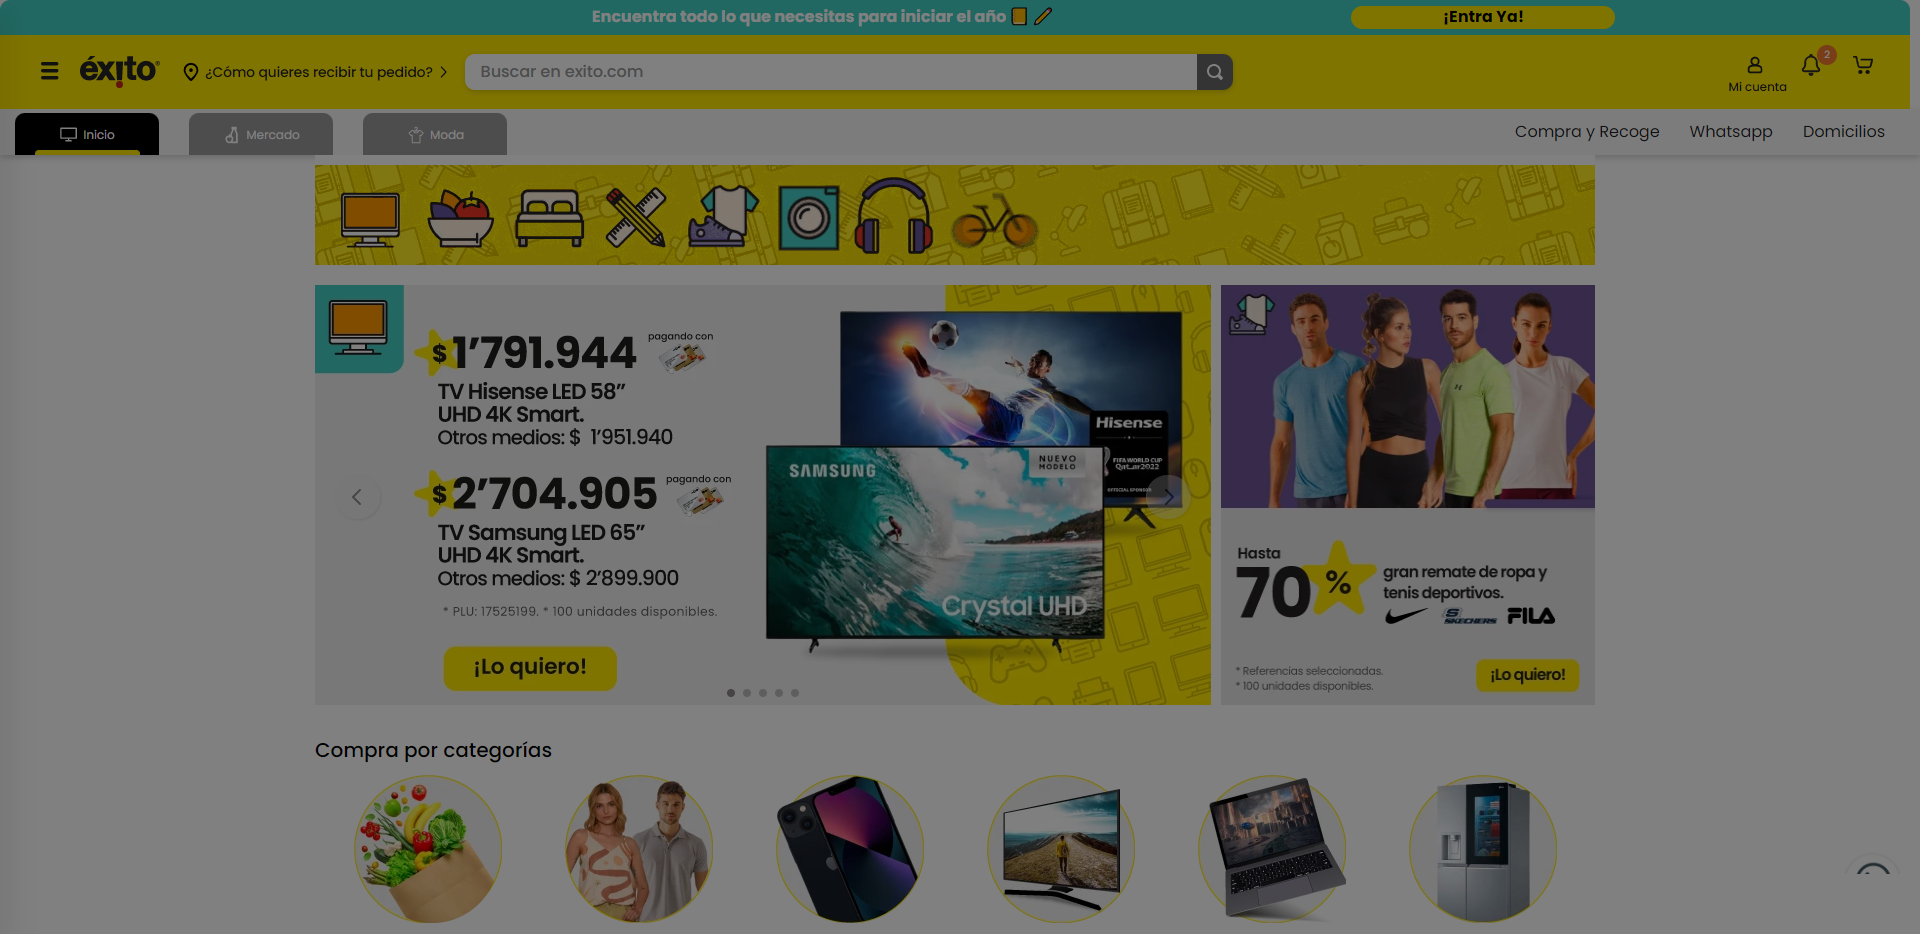 Encuentra todo lo que necesitas para iniciar el año
¡Entra Ya!
éxito
¿Cómo quieres recibir tu pedido?
Buscar en exito.com
Mi cuenta
2
Inicio
Mercado
Moda
Compra y Recoge
Whatsapp
Domicilios
$1’791.944
pagando con
TV Hisense LED 58”
UHD 4K Smart.
Otros medios: $ 1’951.940
$2’704.905
pagando con
TV Samsung LED 65”
UHD 4K Smart.
Otros medios: $ 2’899.900
* PLU: 17525199. * 100 unidades disponibles.
¡Lo quiero!
Hisense
FIFA WORLD CUP
Qatar2022
OFFICIAL SPONSOR
SAMSUNG
NUEVO
MODELO
Crystal UHD
Hasta
70%
gran remate de ropa y
tenis deportivos.
SKECHERS
FILA
* Referencias seleccionadas.
* 100 unidades disponibles.
¡Lo quiero!
Compra por categorías